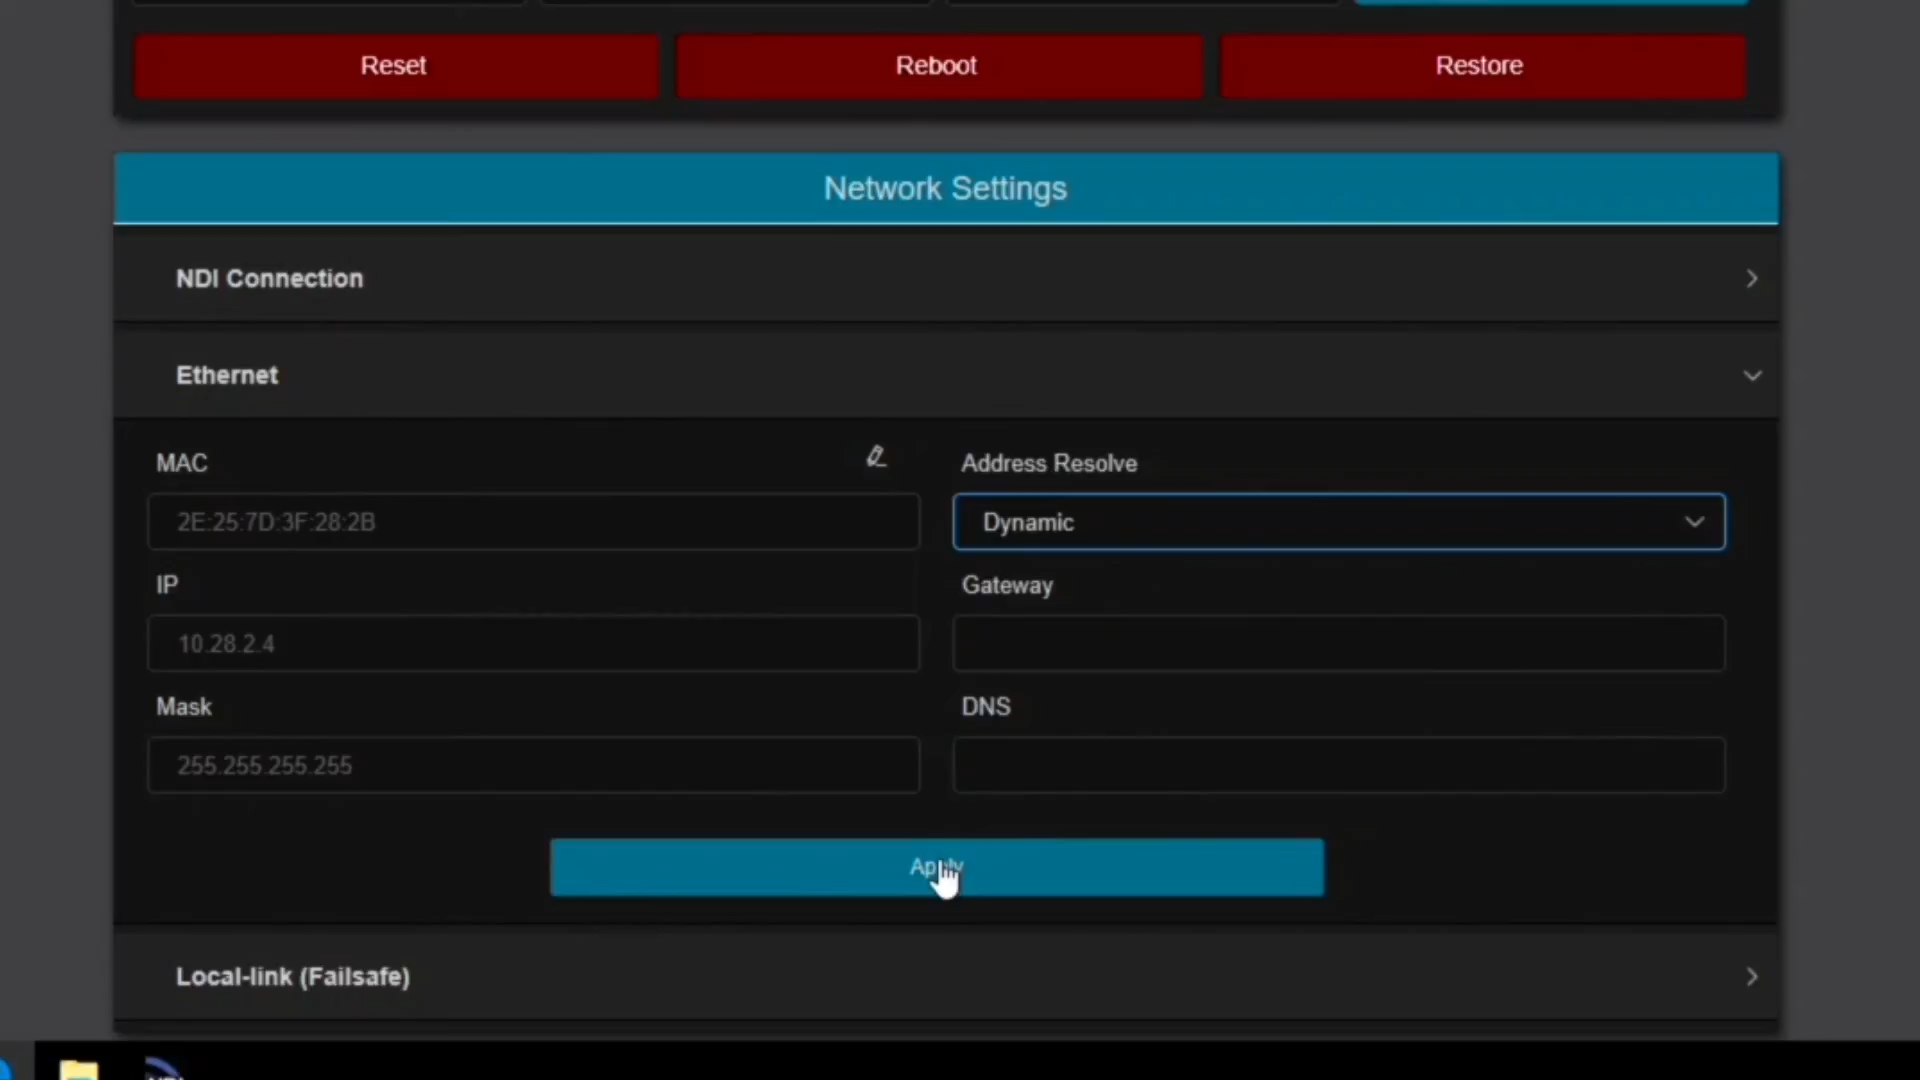 Reset
Reboot
Restore
Network Settings
NDI Connection
Ethernet
MAC
Address Resolve
2E:25:7D:3F:28:2B
Dynamic
IP
Gateway
10.28.2.4
Mask
DNS
255.255.255.255
Apply
Local-link (Failsafe)